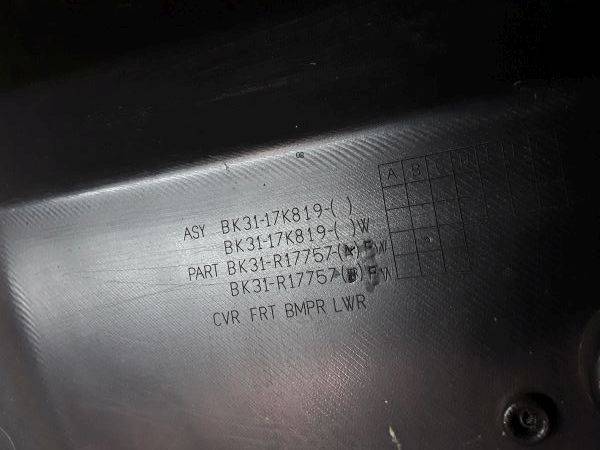 ASY BK31-17K819-( )
BK31-17K819-( )W
PART BK31-R17757-(A)
BK31-R17757-(B)
CVR FRT BMPR LWR
A B C D